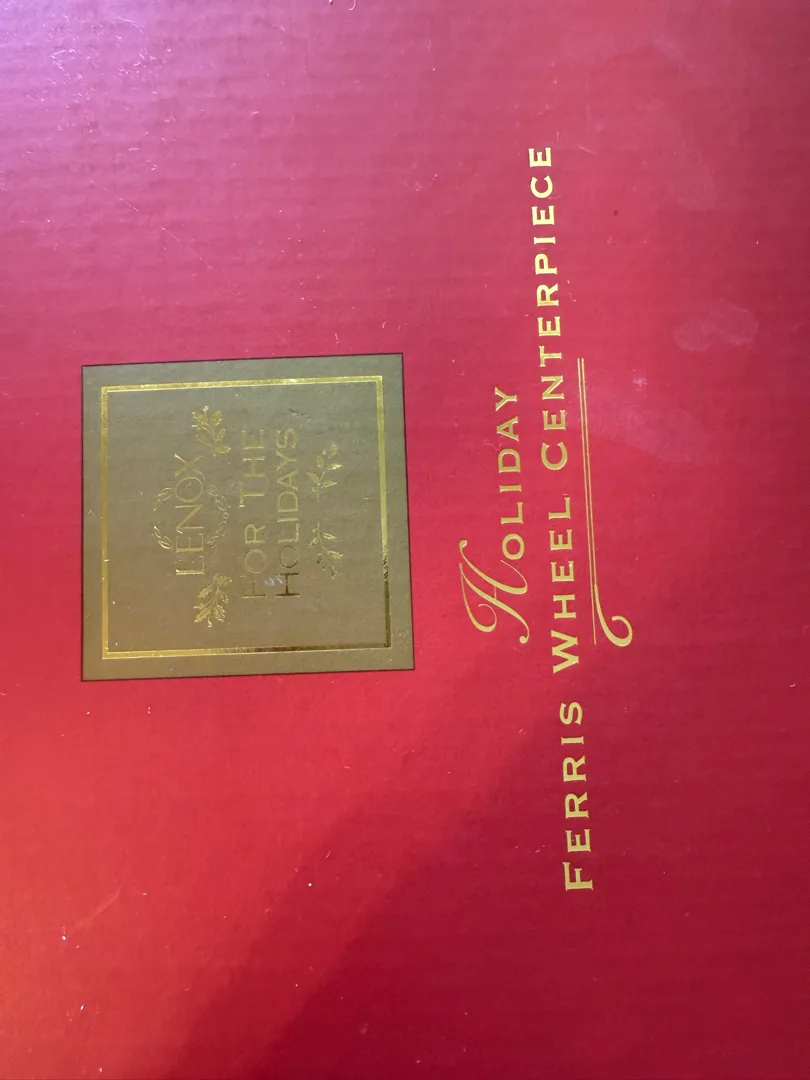 LENOX
FOR THE
HOLIDAYS
HOLIDAY
FERRIS WHEEL CENTERPIECE